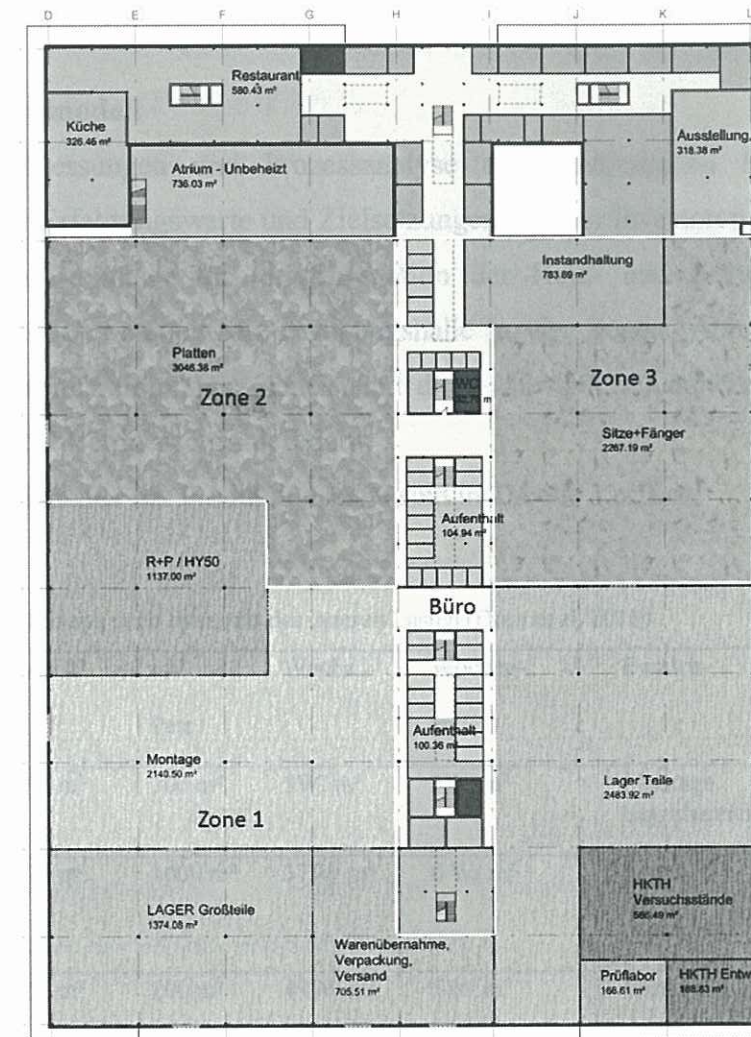 D E F G H I J K L
Restaurant
580.43 m²
Küche
326.46 m²
Atrium - Unbeheizt
736.03 m²
Ausstellung,
318.38 m²
Instandhaltung
783.89 m²
Platten
3046.38 m²
Zone 2
WC
Zone 3
Sitze+Fänger
2267.19 m²
Aufenthalt
104.94 m²
R+P / HY50
1137.00 m²
Büro
Aufenthalt
100.36 m²
Montage
2140.50 m²
Zone 1
Lager Teile
2483.92 m²
LAGER Großteile
1374.08 m²
HKTH
Versuchsstände
566.49 m²
Warenübernahme,
Verpackung,
Versand
705.51 m²
Prüflabor
166.61 m²
HKTH Entw